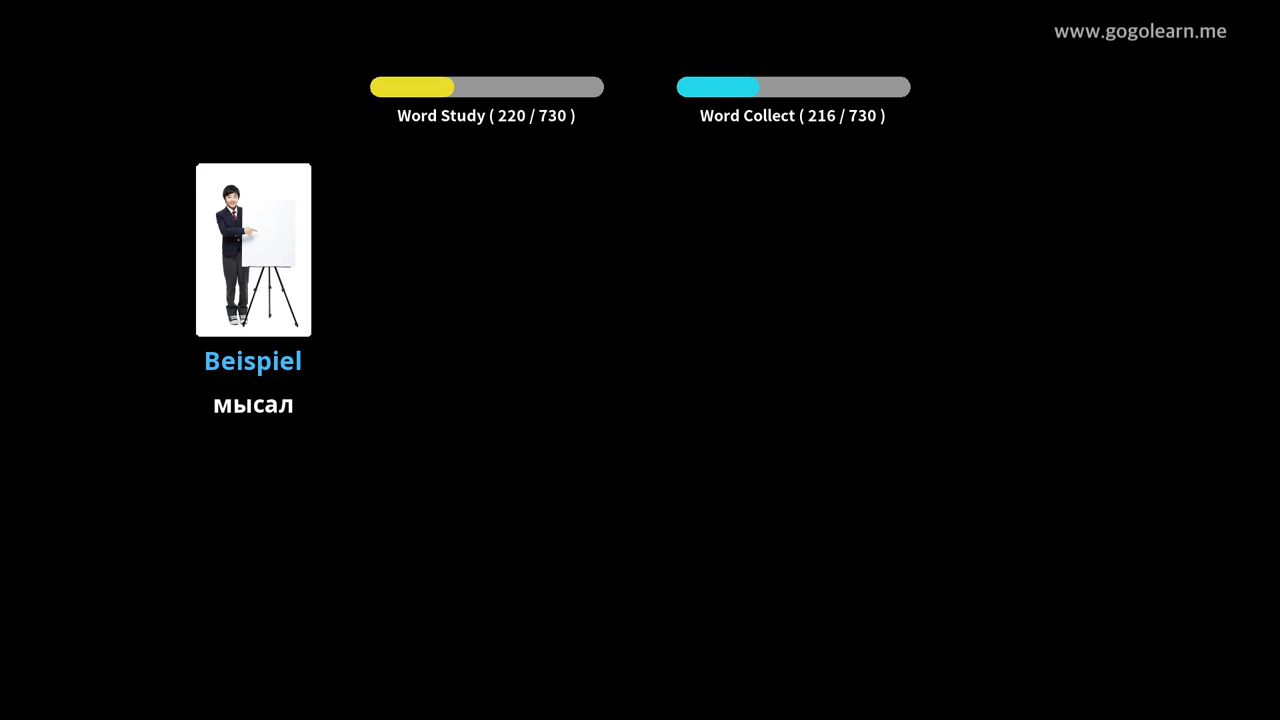 www.gogolearn.me
Word Study ( 220 / 730 )
Word Collect ( 216 / 730 )
Beispiel
мысал